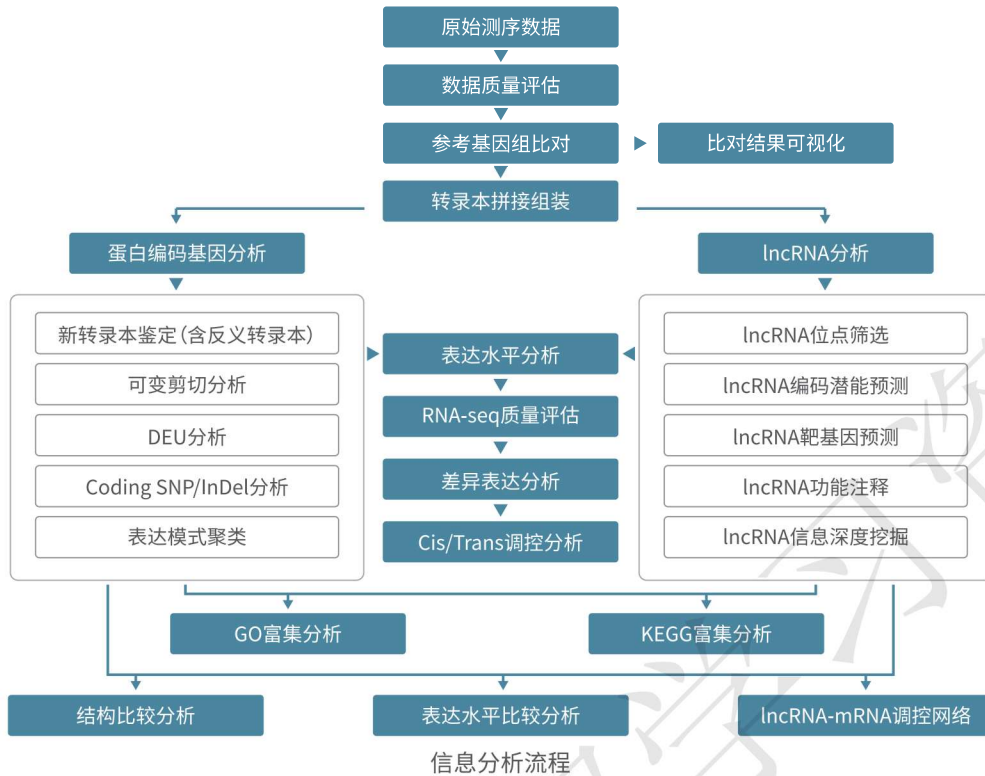 原始测序数据
数据质量评估
参考基因组比对
比对结果可视化
转录本拼接组装
蛋白编码基因分析
lncRNA分析
新转录本鉴定(含反义转录本)
可变剪切分析
DEU分析
Coding SNP/InDel分析
表达模式聚类
表达水平分析
RNA-seq质量评估
差异表达分析
Cis/Trans调控分析
lncRNA位点筛选
lncRNA编码潜能预测
lncRNA靶基因预测
lncRNA功能注释
lncRNA信息深度挖掘
GO富集分析
KEGG富集分析
结构比较分析
表达水平比较分析
lncRNA-mRNA调控网络
信息分析流程
学习